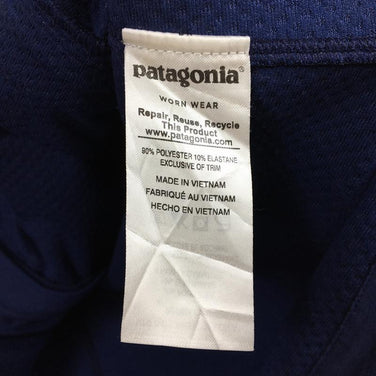 patagonia®
WORN WEAR
Repair, Reuse, Recycle
This Product
www.patagonia.com
90% POLYESTER 10% ELASTANE
EXCLUSIVE OF TRIM
MADE IN VIETNAM
FABRIQUÉ AU VIETNAM
HECHO EN VIETNAM